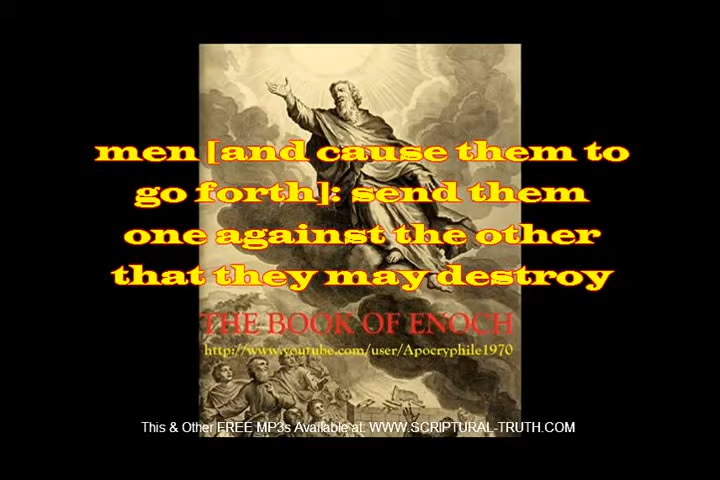 men [and cause them to
go forth]: send them
one against the other
that they may destroy
THE BOOK OF ENOCH
http://www.youtube.com/user/Apocryphile1970
This & Other FREE MP3s Available at: WWW.SCRIPTURAL-TRUTH.COM